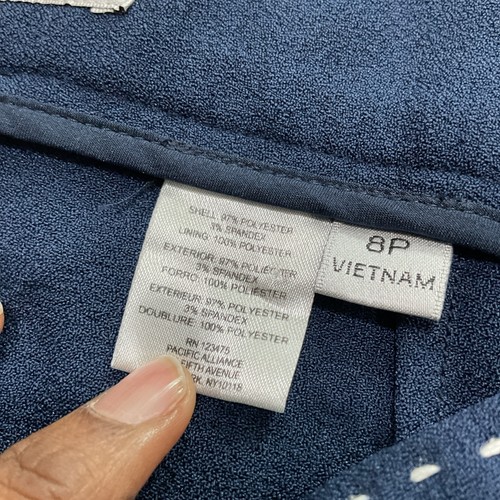 SHELL: 97% POLYESTER
3% SPANDEX
LINING: 100% POLYESTER
EXTERIOR: 97% POLIÉSTER
3% SPANDEX
FORRO: 100% POLIESTER
EXTERIEUR: 97% POLYESTER
3% SPANDEX
DOUBLURE: 100% POLYESTER
RN 123475
PACIFIC ALLIANCE
FIFTH AVENUE
NY10118
8P
VIETNAM